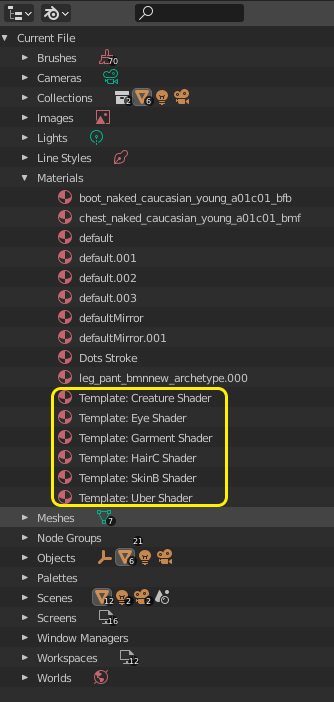 Current File
Brushes 70
Cameras
Collections 2 6
Images
Lights
Line Styles
Materials
boot_naked_caucasian_young_a01c01_bfb
chest_naked_caucasian_young_a01c01_bmf
default
default.001
default.002
default.003
defaultMirror
defaultMirror.001
Dots Stroke
leg_pant_bmnnew_archetype.000
Template: Creature Shader
Template: Eye Shader
Template: Garment Shader
Template: HairC Shader
Template: SkinB Shader
Template: Uber Shader
Meshes 7
Node Groups 21
Objects 6 2
Palettes
Scenes 12 2 2
Screens 16
Window Managers
Workspaces 12
Worlds